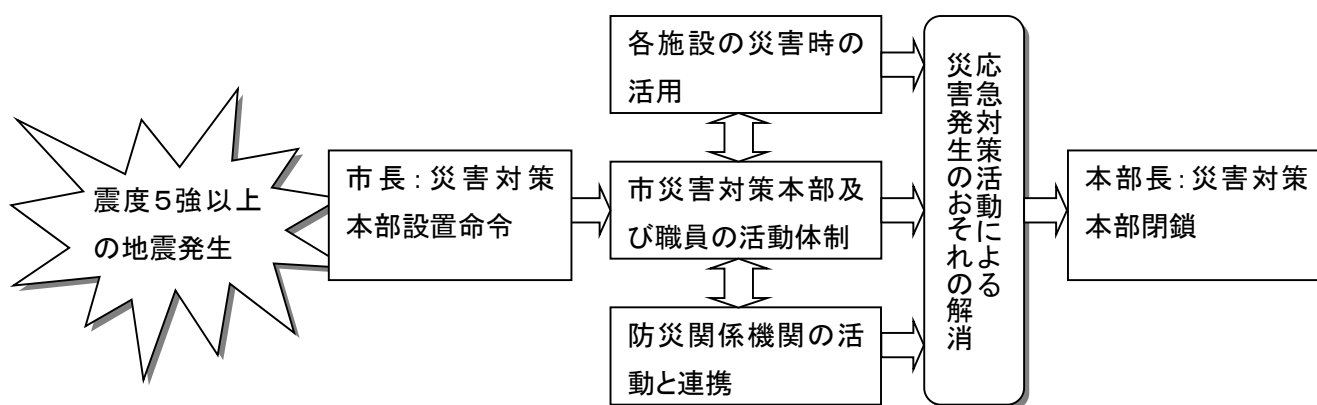 震度５強以上
の地震発生
市長：災害対策
本部設置命令
各施設の災害時の
活用
市災害対策本部及
び職員の活動体制
防災関係機関の活
動と連携
応急対策活動による
災害発生のおそれの解消
本部長：災害対策
本部閉鎖